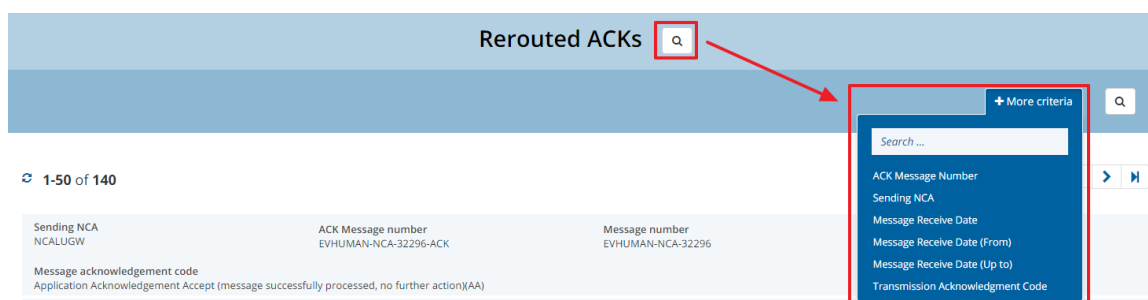 Rerouted ACKs
+ More criteria
Search ...
ACK Message Number
Sending NCA
Message Receive Date
Message Receive Date (From)
Message Receive Date (Up to)
Transmission Acknowledgment Code
1-50 of 140
Sending NCA
NCALUGW
ACK Message number
EVHUMAN-NCA-32296-ACK
Message number
EVHUMAN-NCA-32296
Message acknowledgement code
Application Acknowledgement Accept (message successfully processed, no further action)(AA)